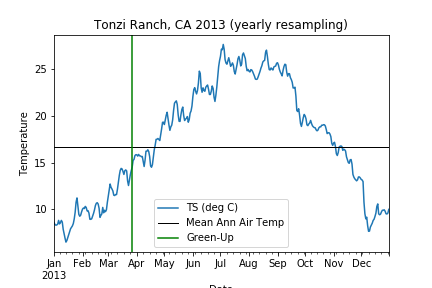 Tonzi Ranch, CA 2013 (yearly resampling)
Temperature
25
20
15
10
TS (deg C)
Mean Ann Air Temp
Green-Up
Jan Feb Mar Apr May Jun Jul Aug Sep Oct Nov Dec
2013